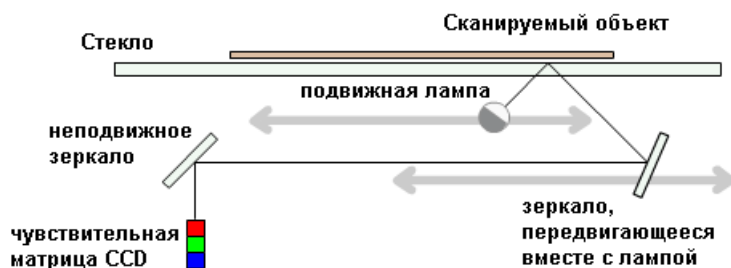 Сканируемый объект
Стекло
подвижная лампа
неподвижное
зеркало
чувствительная
матрица CCD
зеркало,
передвигающееся
вместе с лампой